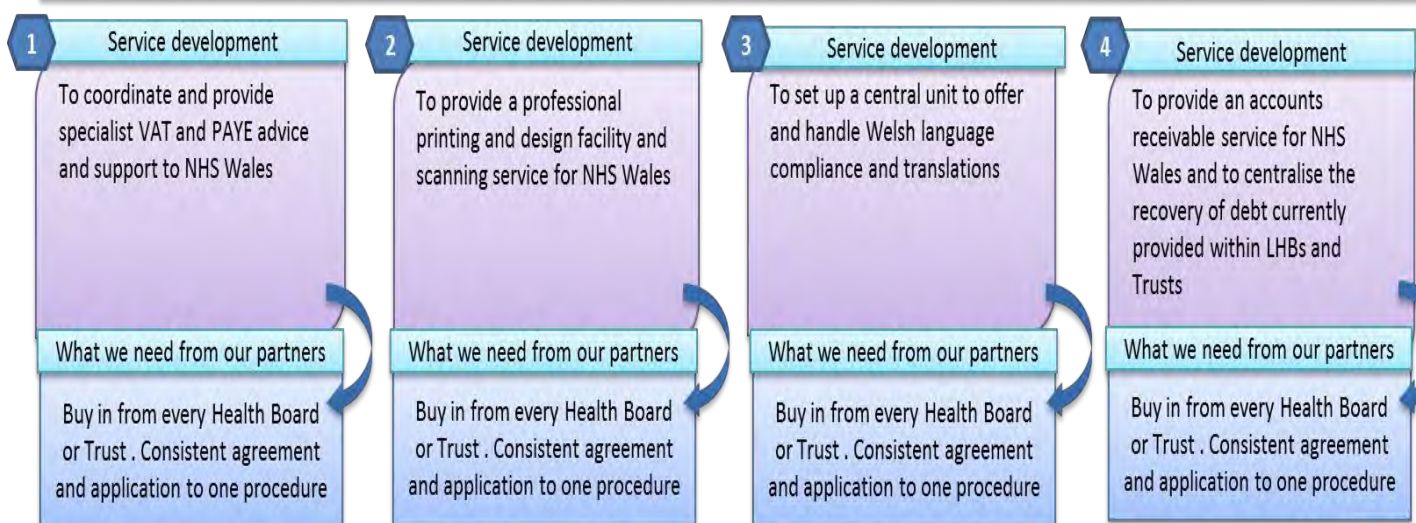 1
Service development
To coordinate and provide
specialist VAT and PAYE advice
and support to NHS Wales
What we need from our partners
Buy in from every Health Board
or Trust . Consistent agreement
and application to one procedure
2
Service development
To provide a professional
printing and design facility and
scanning service for NHS Wales
What we need from our partners
Buy in from every Health Board
or Trust . Consistent agreement
and application to one procedure
3
Service development
To set up a central unit to offer
and handle Welsh language
compliance and translations
What we need from our partners
Buy in from every Health Board
or Trust . Consistent agreement
and application to one procedure
4
Service development
To provide an accounts
receivable service for NHS
Wales and to centralise the
recovery of debt currently
provided within LHBs and
Trusts
What we need from our partners
Buy in from every Health Board
or Trust . Consistent agreement
and application to one procedure